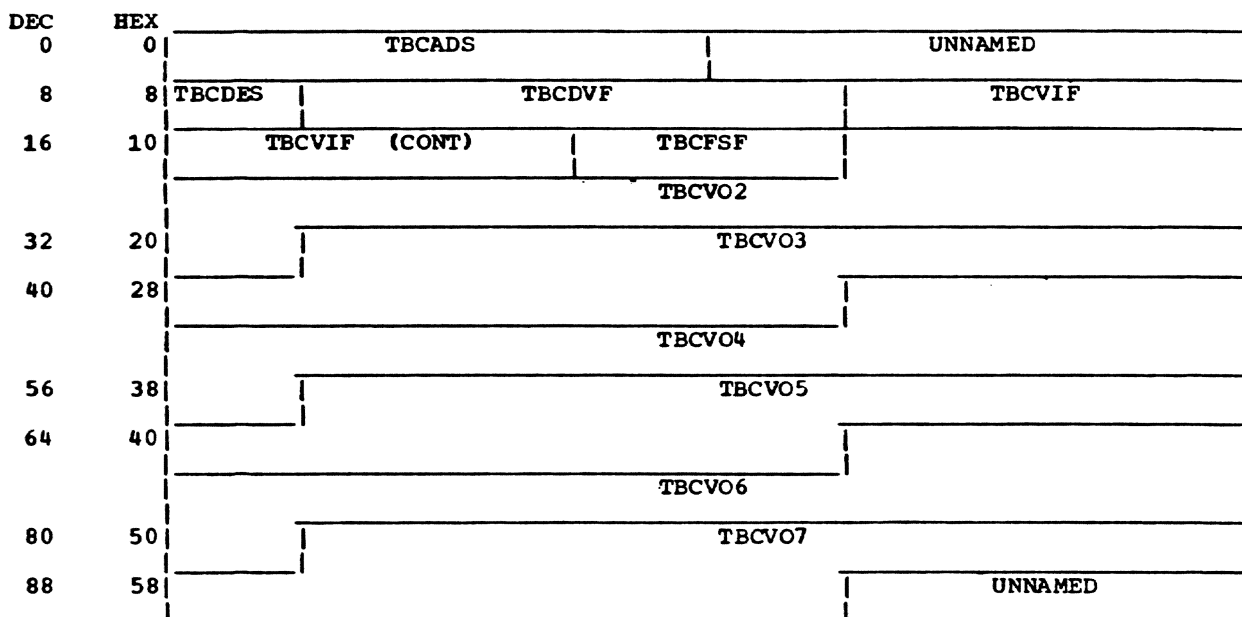 DEC HEX
0 0 TBCADS UNNAMED
8 8 TBCDES TBCDVF TBCVIF
16 10 TBCVIF (CONT) TBCFSF
TBCVO2
32 20 TBCVO3
40 28
TBCVO4
56 38 TBCVO5
64 40
TBCVO6
80 50 TBCVO7
88 58 UNNAMED